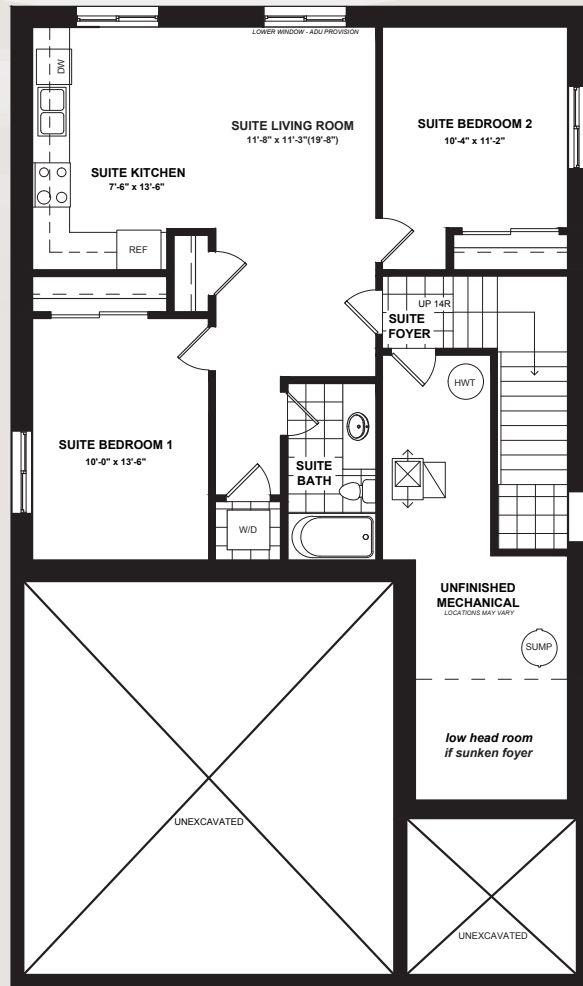 LOWER WINDOW - ADU PROVISION
DW
SUITE LIVING ROOM
11'-8" x 11'-3"(19'-8")
SUITE BEDROOM 2
10'-4" x 11'-2"
SUITE KITCHEN
7'-6" x 13'-6"
REF
UP 14R
SUITE
FOYER
HWT
SUITE BEDROOM 1
10'-0" x 13'-6"
SUITE
BATH
W/D
UNFINISHED
MECHANICAL
LOCATIONS MAY VARY
SUMP
low head room
if sunken foyer
UNEXCAVATED
UNEXCAVATED